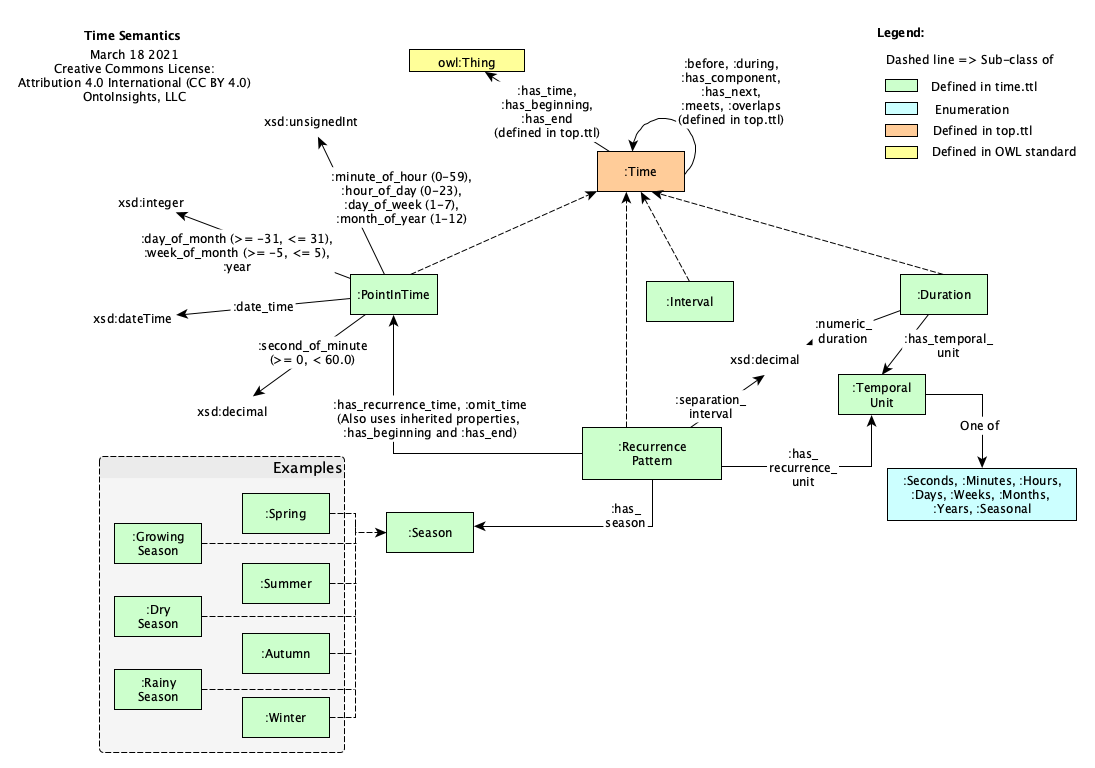 Time Semantics
March 18 2021
Creative Commons License:
Attribution 4.0 International (CC BY 4.0)
OntoInsights, LLC
Legend:
Dashed line => Sub-class of
Defined in time.ttl
Enumeration
Defined in top.ttl
Defined in OWL standard
owl:Thing
:has_time,
:has_beginning,
:has_end
(defined in top.ttl)
:before, :during,
:has_component,
:has_next,
:meets, :overlaps
(defined in top.ttl)
:Time
xsd:unsignedInt
:minute_of_hour (0-59),
:hour_of_day (0-23),
:day_of_week (1-7),
:month_of_year (1-12)
xsd:integer
:day_of_month (>= -31, <= 31),
:week_of_month (>= -5, <= 5),
:year
:PointInTime
:Interval
:Duration
:date_time
xsd:dateTime
:second_of_minute
(>= 0, < 60.0)
xsd:decimal
:numeric_
duration
:has_temporal_
unit
xsd:decimal
:separation_
interval
:Temporal
Unit
One of
:Seconds, :Minutes, :Hours,
:Days, :Weeks, :Months,
:Years, :Seasonal
:has_recurrence_time, :omit_time
(Also uses inherited properties,
:has_beginning and :has_end)
:Recurrence
Pattern
:has_
recurrence_
unit
:has_
season
:Season
Examples
:Spring
:Growing
Season
:Summer
:Dry
Season
:Autumn
:Rainy
Season
:Winter